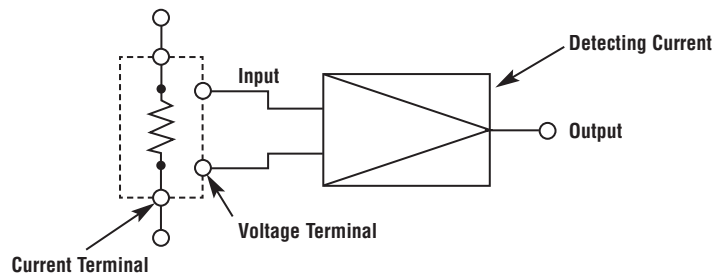 Detecting Current
Input
Output
Voltage Terminal
Current Terminal